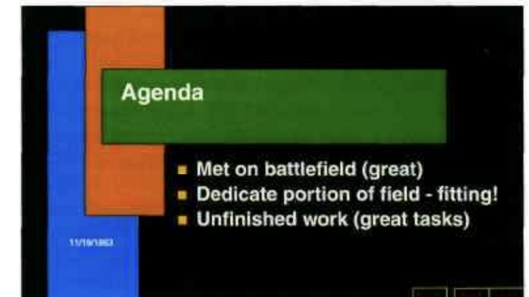 Agenda
▪ Met on battlefield (great)
▪ Dedicate portion of field - fitting!
▪ Unfinished work (great tasks)
11/19/1863